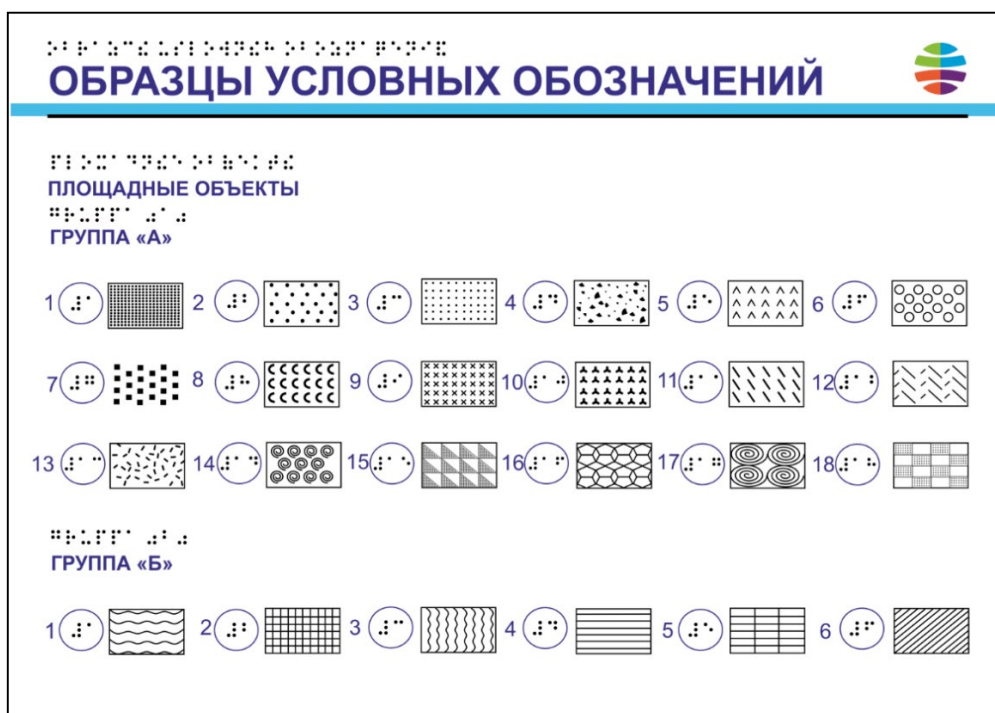 ОБРАЗЦЫ УСЛОВНЫХ ОБОЗНАЧЕНИЙ
ПЛОЩАДНЫЕ ОБЪЕКТЫ
ГРУППА «А»
1 2 3 4 5 6
7 8 9 10 11 12
13 14 15 16 17 18
ГРУППА «Б»
1 2 3 4 5 6